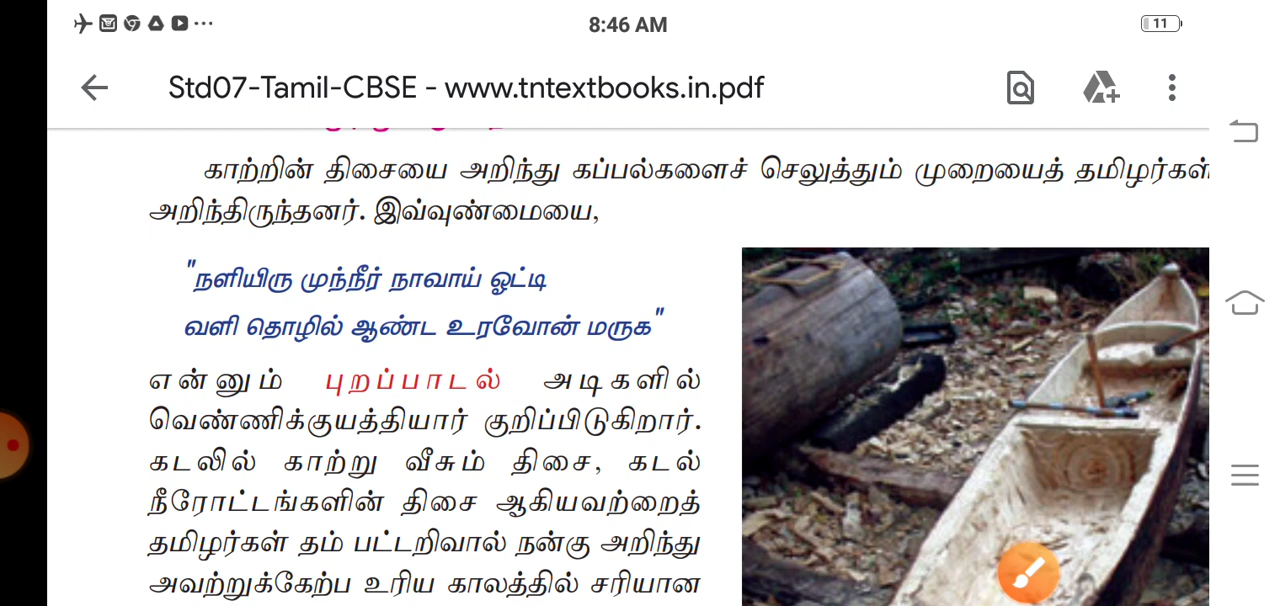 8:46 AM
11
Std07-Tamil-CBSE - www.tntextbooks.in.pdf
காற்றின் திசையை அறிந்து கப்பல்களைச் செலுத்தும் முறையைத் தமிழர்கள்
அறிந்திருந்தனர். இவ்வுண்மையை,
"நளியிரு முந்நீர் நாவாய் ஓட்டி
வளி தொழில் ஆண்ட உரவோன் மருக"
என்னும் புறப்பாடல் அடிகளில்
வெண்ணிக்குயத்தியார் குறிப்பிடுகிறார்.
கடலில் காற்று வீசும் திசை, கடல்
நீரோட்டங்களின் திசை ஆகியவற்றைத்
தமிழர்கள் தம் பட்டறிவால் நன்கு அறிந்து
அவற்றுக்கேற்ப உரிய காலத்தில் சரியான